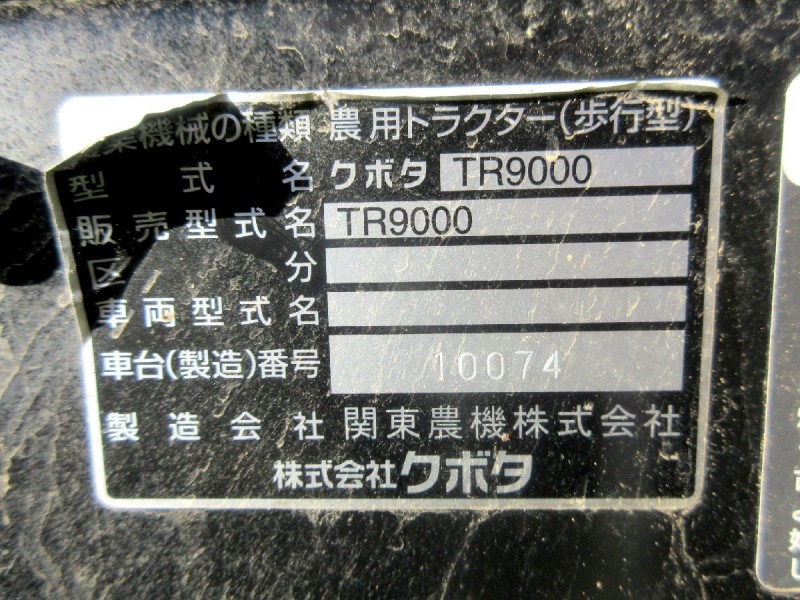 業機械の種類 農用トラクター(歩行型)
型式名 クボタ TR9000
販売型式名 TR9000
区分
車両型式名
車台(製造)番号 10074
製造会社 関東農機株式会社
株式会社クボタ